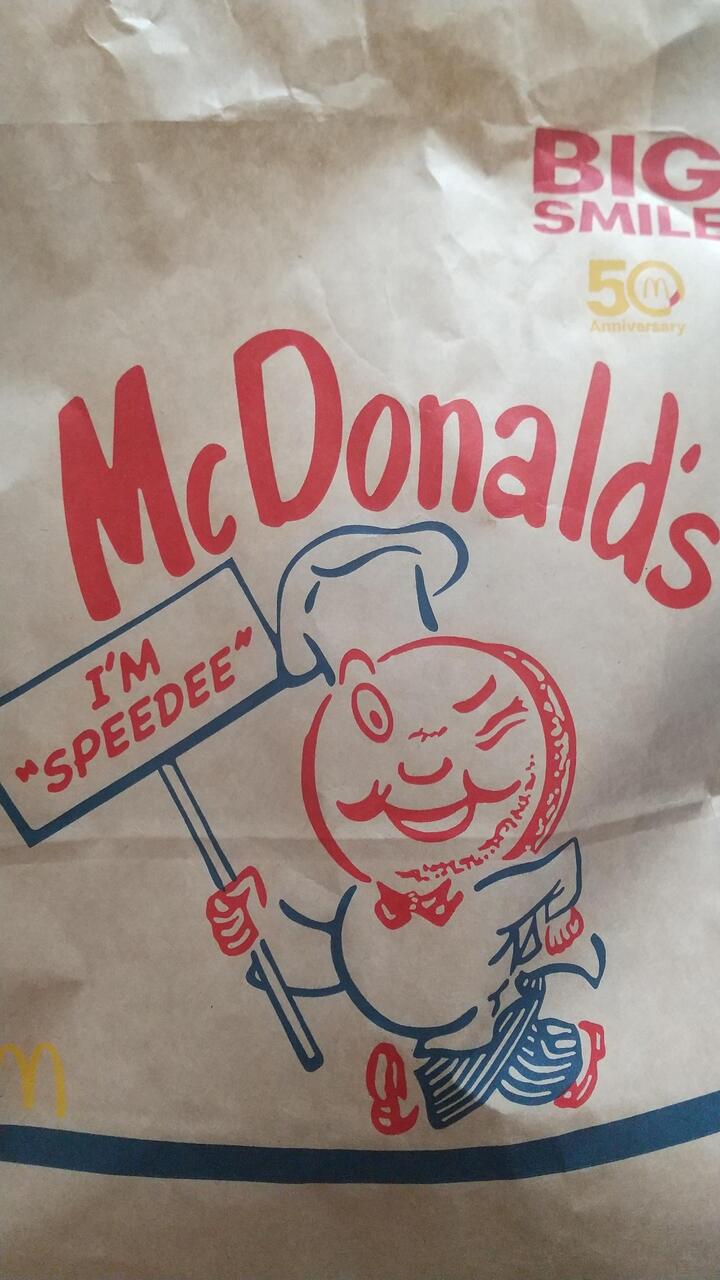 BIG
SMILE
50
Anniversary
McDonald's
I'M
"SPEEDEE"